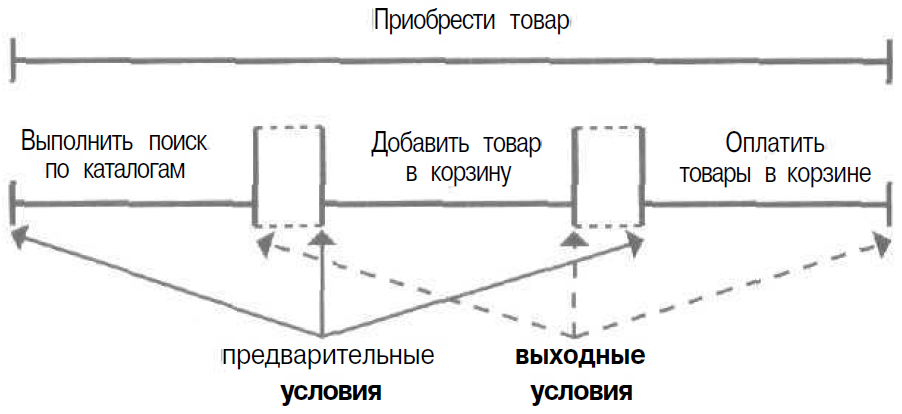 Приобрести товар
Выполнить поиск
по каталогам
Добавить товар
в корзину
Оплатить
товары в корзине
предварительные
условия
выходные
условия